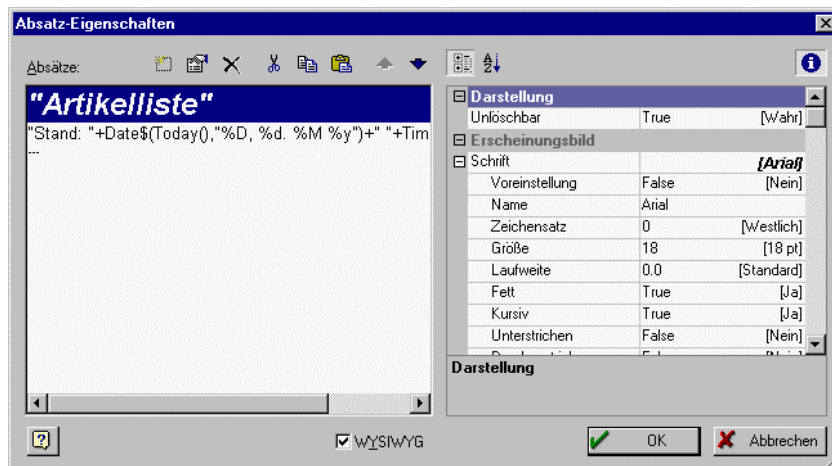 Absatz-Eigenschaften
Absätze:
"Artikelliste"
"Stand: "+Date$(Today(),"%D, %d. %M %y")+" "+Tim
---
Darstellung
Unlöschbar True [Wahr]
Erscheinungsbild
Schrift [Arial]
Voreinstellung False [Nein]
Name Arial
Zeichensatz 0 [Westlich]
Größe 18 [18 pt]
Laufweite 0.0 [Standard]
Fett True [Ja]
Kursiv True [Ja]
Unterstrichen False [Nein]
Darstellung
WYSIWYG
OK
Abbrechen